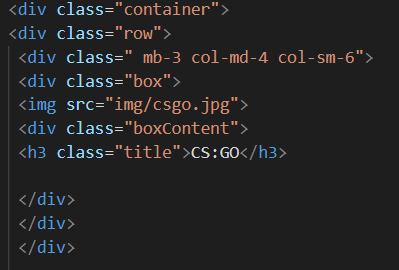 <div class="container">
<div class="row">
<div class=" mb-3 col-md-4 col-sm-6">
<div class="box">
<img src="img/csgo.jpg">
<div class="boxContent">
<h3 class="title">CS:GO</h3>
</div>
</div>
</div>